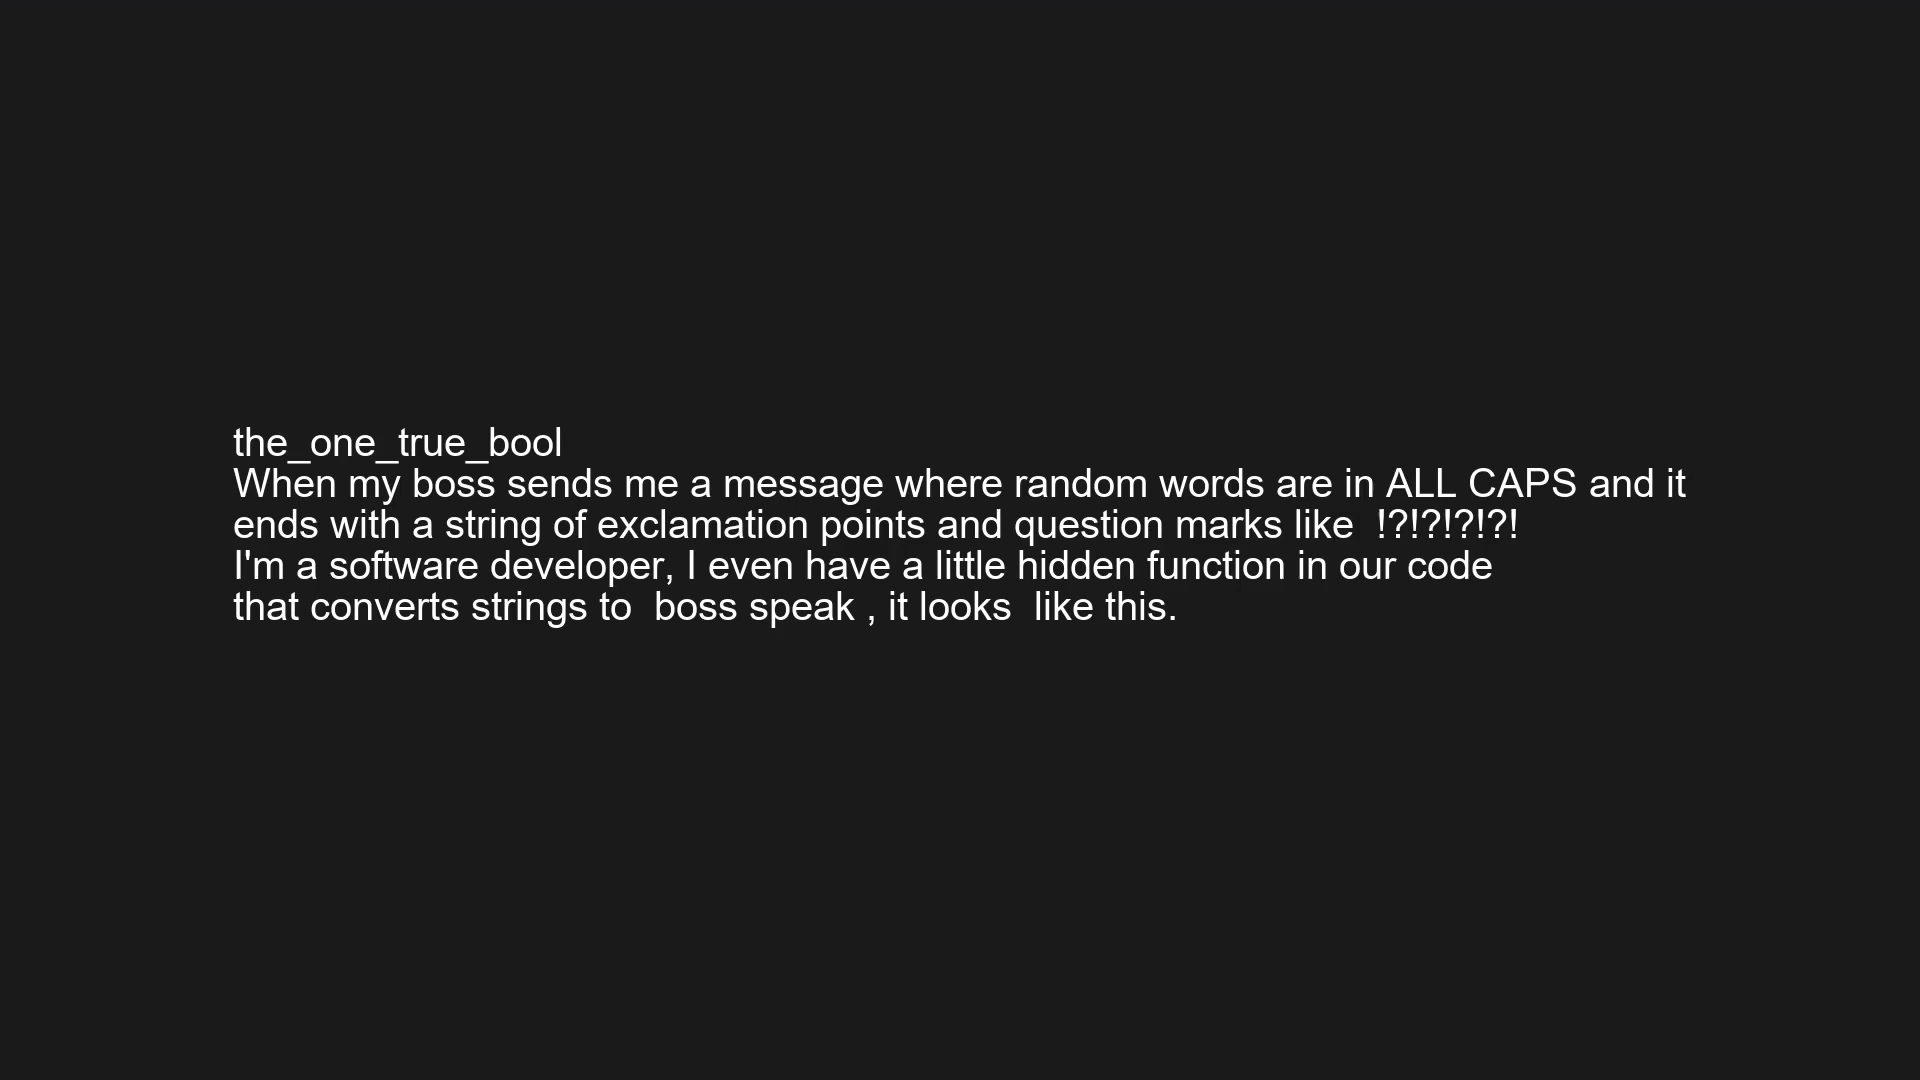 the_one_true_bool
When my boss sends me a message where random words are in ALL CAPS and it
ends with a string of exclamation points and question marks like  !?!?!?!?!
I'm a software developer, I even have a little hidden function in our code
that converts strings to  boss speak , it looks  like this.